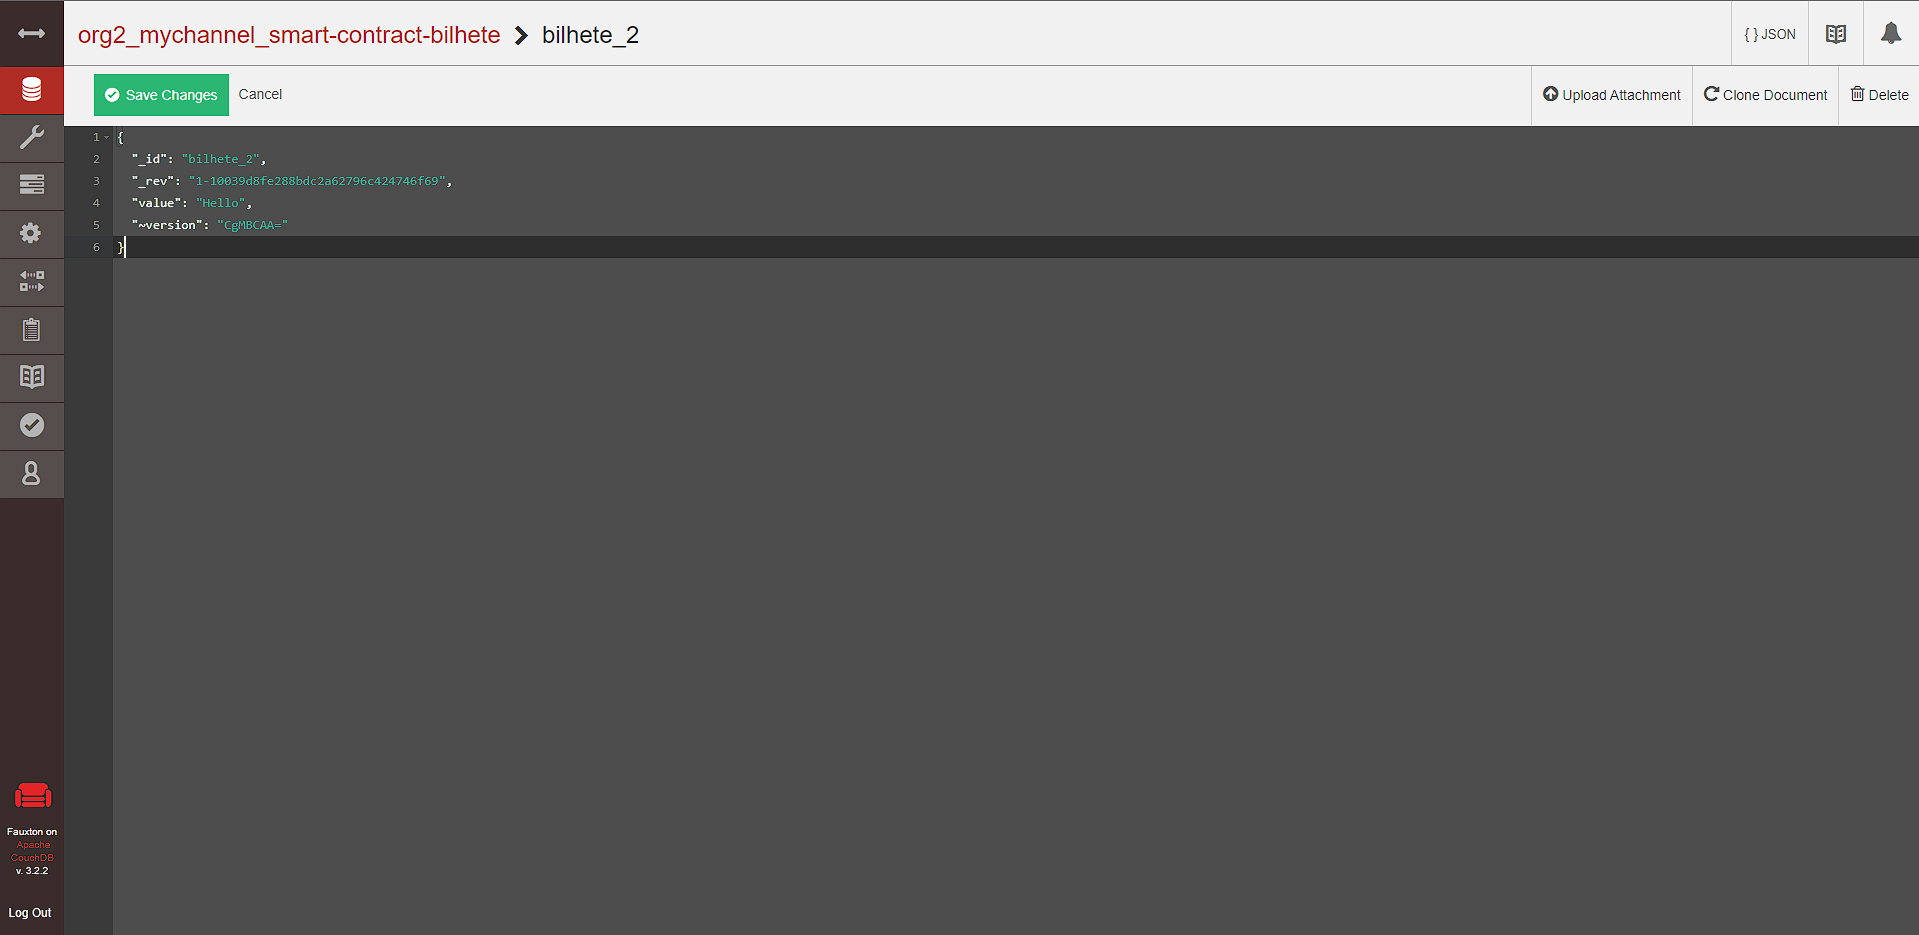 org2_mychannel_smart-contract-bilhete bilhete_2
{ } JSON
Save Changes Cancel
Upload Attachment Clone Document Delete
1 {
2 "_id": "bilhete_2",
3 "_rev": "1-10039d8fe288bdc2a62796c424746f69",
4 "value": "Hello",
5 "~version": "CgMBCAA="
6 }
Fauxton on
Apache
CouchDB
v. 3.2.2
Log Out